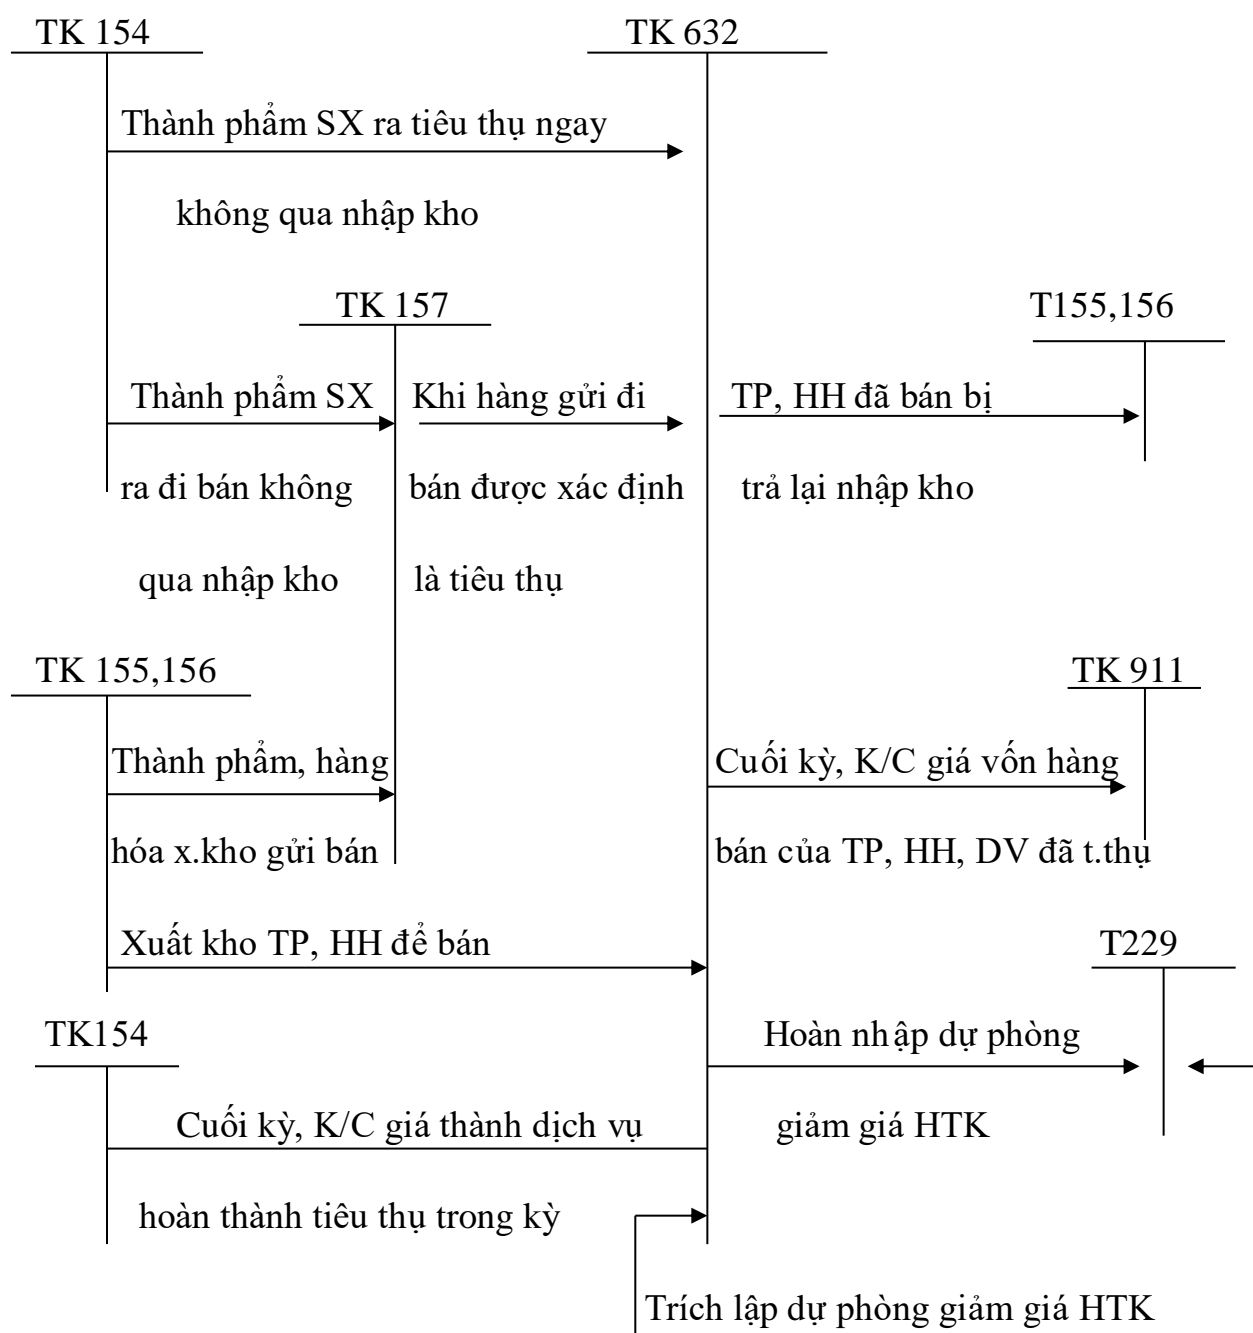 TK 154
TK 632
Thành phẩm SX ra tiêu thụ ngay
không qua nhập kho
TK 157
T155,156
Thành phẩm SX
Khi hàng gửi đi
TP, HH đã bán bị
ra đi bán không
bán được xác định
trả lại nhập kho
qua nhập kho
là tiêu thụ
TK 155,156
TK 911
Thành phẩm, hàng
Cuối kỳ, K/C giá vốn hàng
hóa x.kho gửi bán
bán của TP, HH, DV đã t.thụ
Xuất kho TP, HH để bán
T229
TK154
Hoàn nhập dự phòng
Cuối kỳ, K/C giá thành dịch vụ
giảm giá HTK
hoàn thành tiêu thụ trong kỳ
Trích lập dự phòng giảm giá HTK